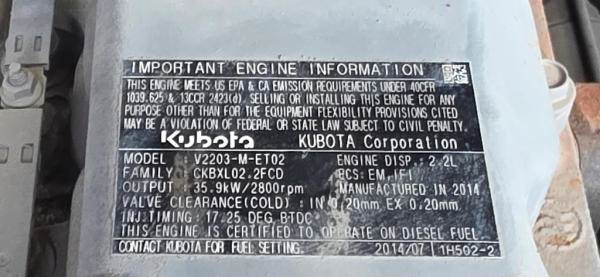 IMPORTANT ENGINE INFORMATION
THIS ENGINE MEETS US EPA & CA EMISSION REQUIREMENTS UNDER 40CFR
1039.625 & 13CCR 2423(d). SELLING OR INSTALLING THIS ENGINE FOR ANY
PURPOSE OTHER THAN FOR THE EQUIPMENT FLEXIBILITY PROVISIONS CITED
MAY BE A VIOLATION OF FEDERAL OR STATE LAW SUBJECT TO CIVIL PENALTY.
Kubota KUBOTA Corporation
MODEL : V2203-M-ET02 ENGINE DISP.: 2.2L
FAMILY : CKBXL02.2FCD ECS: EM,IFI
OUTPUT : 35.9kW/2800rpm MANUFACTURED IN 2014
VALVE CLEARANCE(COLD) : IN 0.20mm EX 0.20mm
INJ.TIMING: 17.25 DEG BTDC
THIS ENGINE IS CERTIFIED TO OPERATE ON DIESEL FUEL.
CONTACT KUBOTA FOR FUEL SETTING. 2014/07 1H502-2